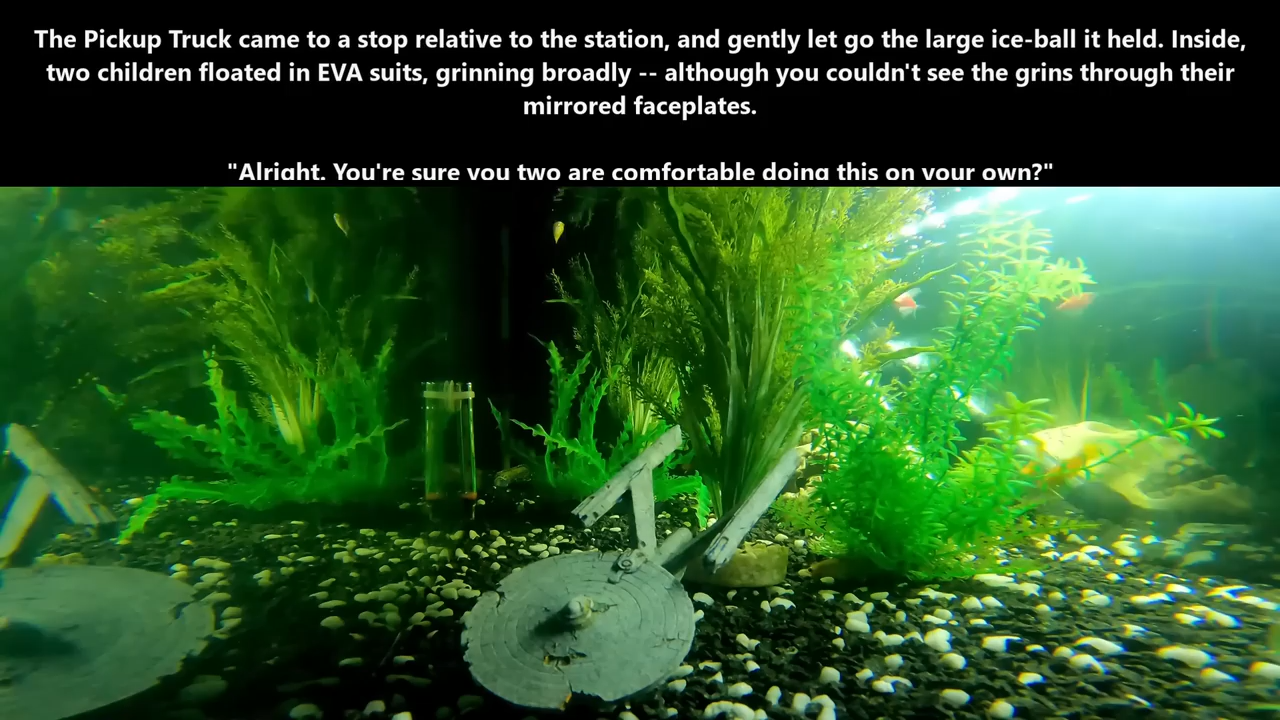 The Pickup Truck came to a stop relative to the station, and gently let go the large ice-ball it held. Inside,
two children floated in EVA suits, grinning broadly -- although you couldn't see the grins through their
mirrored faceplates.
"Alright. You're sure you two are comfortable doing this on your own?"